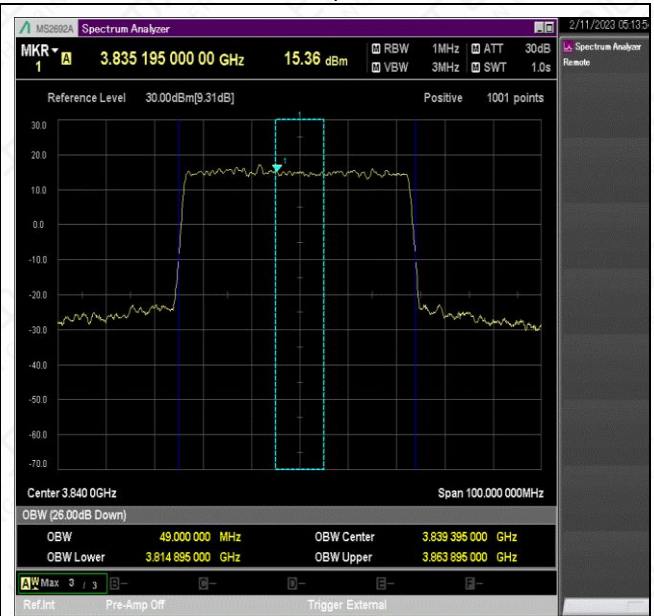 MS2692A Spectrum Analyzer
2/11/2023 05:13:5
MKR 1 A 3.835 195 000 00 GHz 15.36 dBm
M RBW 1MHz M ATT 30dB
M VBW 3MHz M SWT 1.0s
Spectrum Analyzer
Remote
Reference Level 30.00dBm[9.31dB] Positive 1001 points
1
30.0
20.0
1
10.0
0.0
-10.0
-20.0
-30.0
-40.0
-50.0
-60.0
-70.0
Center 3.840 0GHz Span 100.000 000MHz
OBW (26.00dB Down)
OBW 49.000 000 MHz OBW Center 3.839 395 000 GHz
OBW Lower 3.814 895 000 GHz OBW Upper 3.863 895 000 GHz
A W Max 3 / 3 B- C- D- E- F-
Ref.Int Pre-Amp Off Trigger External